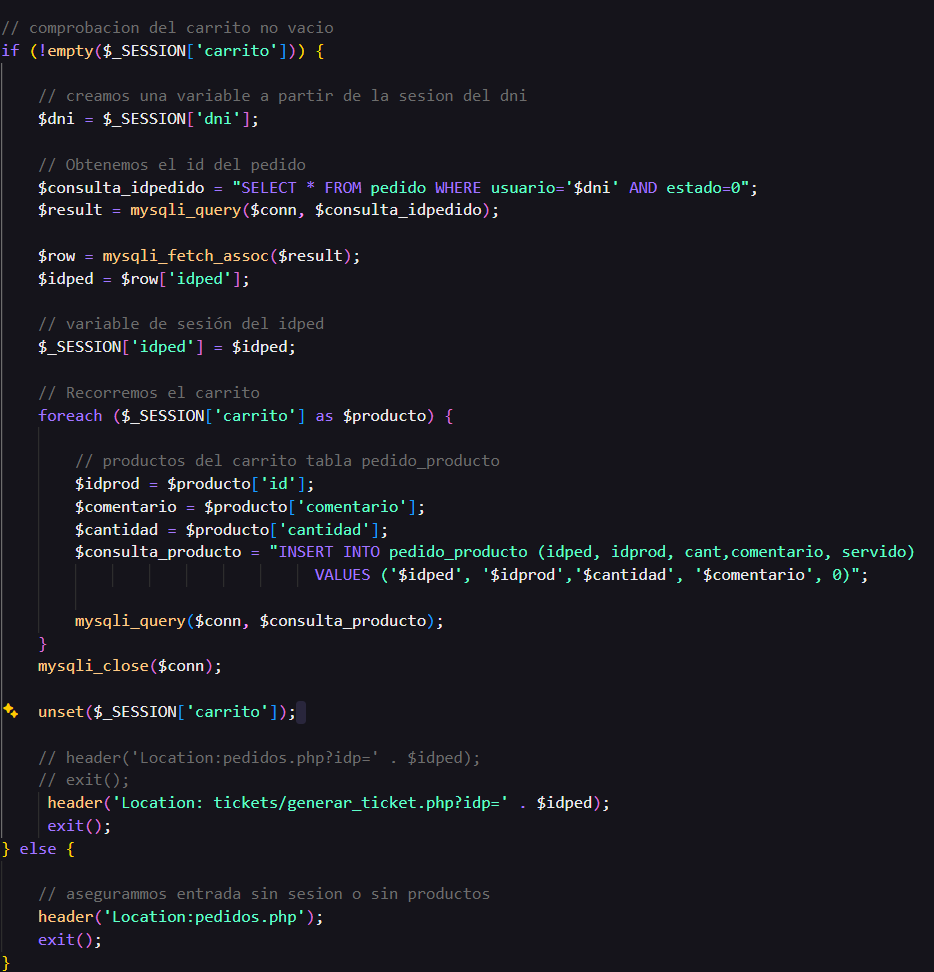 // comprobacion del carrito no vacio
if (!empty($_SESSION['carrito'])) {
// creamos una variable a partir de la sesion del dni
$dni = $_SESSION['dni'];
// Obtenemos el id del pedido
$consulta_idpedido = "SELECT * FROM pedido WHERE usuario='$dni' AND estado=0";
$result = mysqli_query($conn, $consulta_idpedido);
$row = mysqli_fetch_assoc($result);
$idped = $row['idped'];
// variable de sesión del idped
$_SESSION['idped'] = $idped;
// Recorremos el carrito
foreach ($_SESSION['carrito'] as $producto) {
// productos del carrito tabla pedido_producto
$idprod = $producto['id'];
$comentario = $producto['comentario'];
$cantidad = $producto['cantidad'];
$consulta_producto = "INSERT INTO pedido_producto (idped, idprod, cant,comentario, servido)
VALUES ('$idped', '$idprod','$cantidad', '$comentario', 0)";
mysqli_query($conn, $consulta_producto);
}
mysqli_close($conn);
unset($_SESSION['carrito']);
// header('Location:pedidos.php?idp=' . $idped);
// exit();
header('Location: tickets/generar_ticket.php?idp=' . $idped);
exit();
} else {
// asegurammos entrada sin sesion o sin productos
header('Location:pedidos.php');
exit();
}